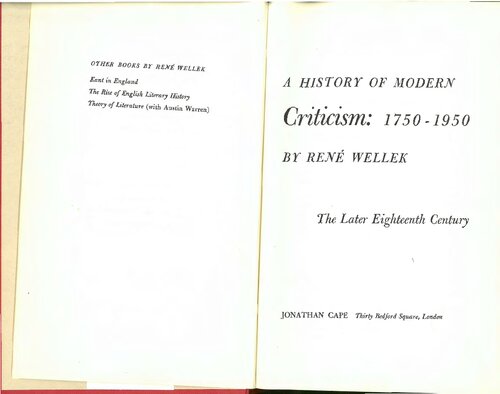 OTHER BOOKS BY RENÉ WELLEK
Kant in England
The Rise of English Literary History
Theory of Literature (with Austin Warren)
A HISTORY OF MODERN
Criticism: 1750-1950
BY RENÉ WELLEK
The Later Eighteenth Century
JONATHAN CAPE Thirty Bedford Square, London